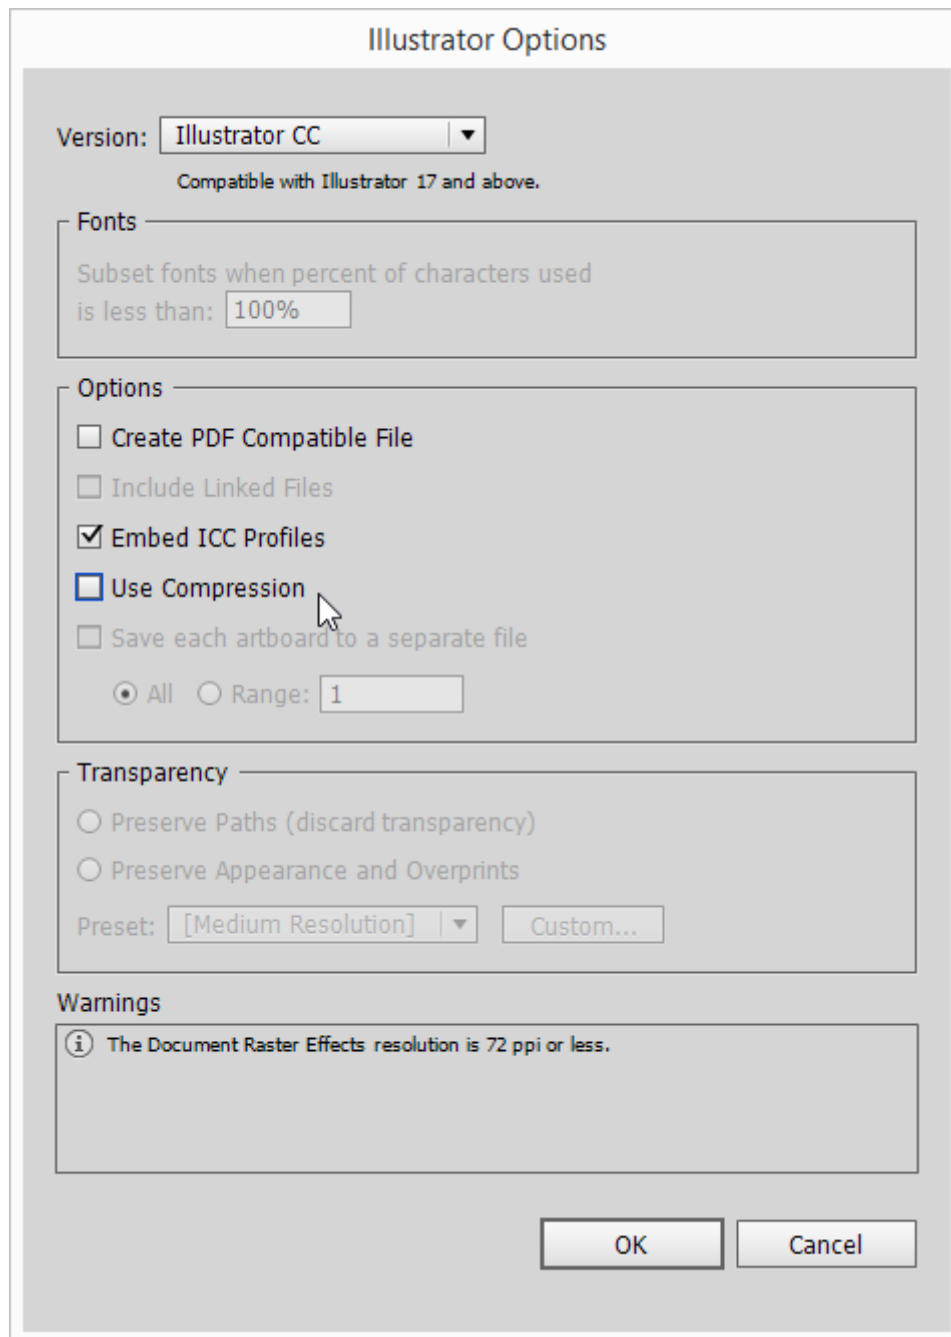 Illustrator Options
Version: Illustrator CC
Compatible with Illustrator 17 and above.
Fonts
Subset fonts when percent of characters used
is less than: 100%
Options
Create PDF Compatible File
Include Linked Files
Embed ICC Profiles
Use Compression
Save each artboard to a separate file
All Range: 1
Transparency
Preserve Paths (discard transparency)
Preserve Appearance and Overprints
Preset: [Medium Resolution] Custom...
Warnings
The Document Raster Effects resolution is 72 ppi or less.
OK Cancel